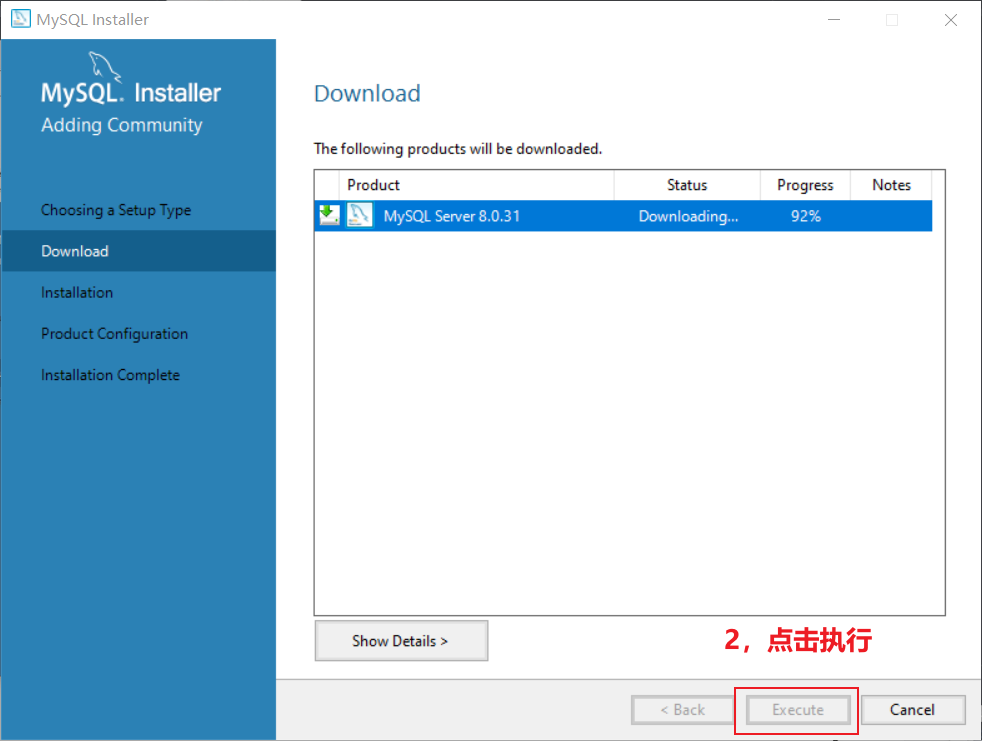 MySQL Installer
MySQL. Installer
Adding Community
Choosing a Setup Type
Download
Installation
Product Configuration
Installation Complete
Download
The following products will be downloaded.
Product Status Progress Notes
MySQL Server 8.0.31 Downloading... 92%
Show Details >
2，点击执行
< Back Execute Cancel